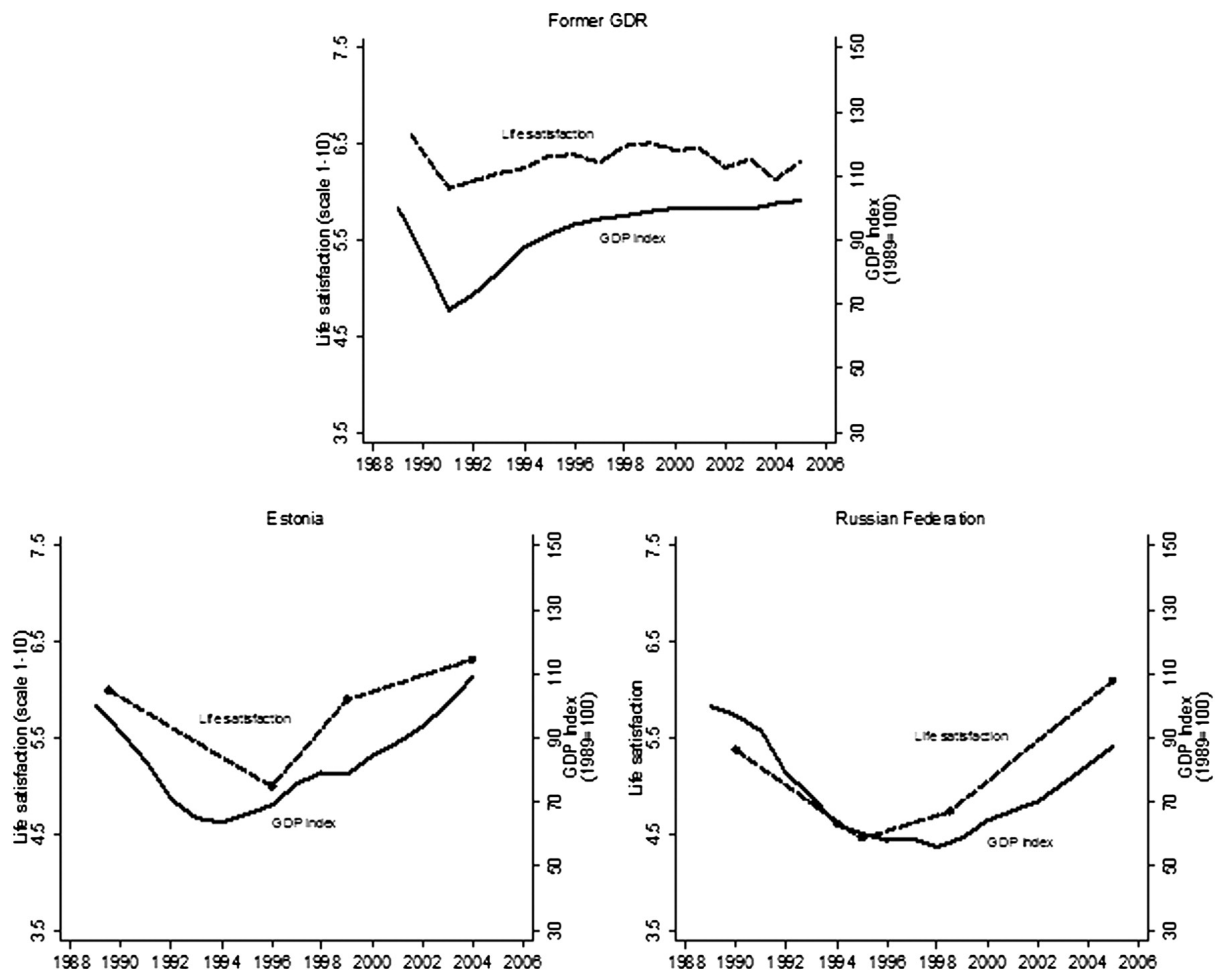 Former GDR
Life satisfaction (scale 1-10)
7.5
6.5
5.5
4.5
3.5
Life satisfaction
GDP Index
150
130
110
90
70
50
30
GDP Index
(1989=100)
1988 1990 1992 1994 1996 1998 2000 2002 2004 2006
Estonia
Life satisfaction (scale 1-10)
7.5
6.5
5.5
4.5
3.5
Life satisfaction
GDP Index
150
130
110
90
70
50
30
GDP Index
(1989=100)
1988 1990 1992 1994 1996 1998 2000 2002 2004 2006
Russian Federation
Life satisfaction
7.5
6.5
5.5
4.5
3.5
Life satisfaction
GDP Index
150
130
110
90
70
50
30
GDP Index
(1989=100)
1988 1990 1992 1994 1996 1998 2000 2002 2004 2006